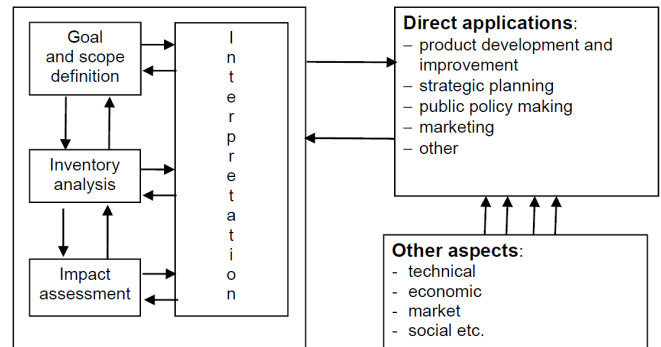 Goal
and scope
definition
Inventory
analysis
Impact
assessment
I
n
t
e
r
p
r
e
t
a
t
i
o
n
Direct applications:
– product development and
improvement
– strategic planning
– public policy making
– marketing
– other
Other aspects:
- technical
- economic
- market
- social etc.